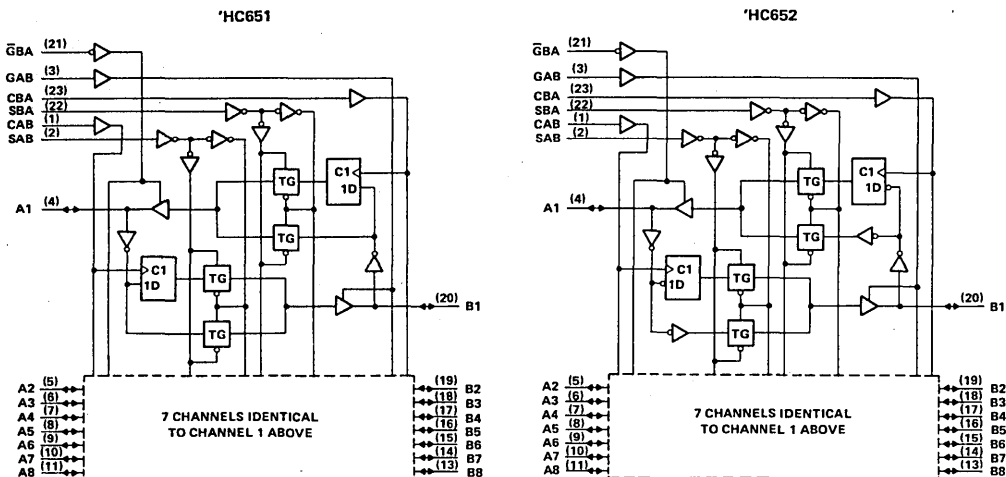 'HC651
G̅BA (21)
GAB (3)
CBA (23)
SBA (22)
CAB (1)
SAB (2)
TG
C1
1D
A1 (4)
TG
C1
1D
TG
TG
(20) B1
A2 (5)
A3 (6)
A4 (7)
A5 (8)
A6 (9)
A7 (10)
A8 (11)
7 CHANNELS IDENTICAL
TO CHANNEL 1 ABOVE
(19) B2
(18) B3
(17) B4
(16) B5
(15) B6
(14) B7
(13) B8
'HC652
G̅BA (21)
GAB (3)
CBA (23)
SBA (22)
CAB (1)
SAB (2)
TG
C1
1D
A1 (4)
TG
C1
1D
TG
TG
(20) B1
A2 (5)
A3 (6)
A4 (7)
A5 (8)
A6 (9)
A7 (10)
A8 (11)
7 CHANNELS IDENTICAL
TO CHANNEL 1 ABOVE
(19) B2
(18) B3
(17) B4
(16) B5
(15) B6
(14) B7
(13) B8